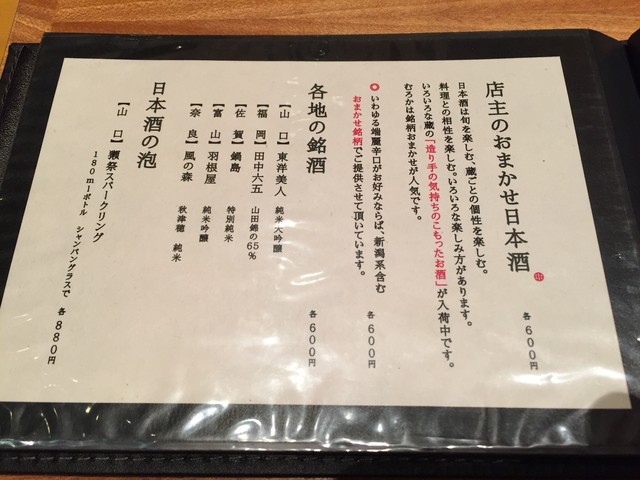 店主のおまかせ日本酒
各600円
日本酒は旬を楽しむ、蔵ごとの個性を楽しむ。
料理との相性を楽しむ。いろいろな楽しみ方があります。
いろいろな蔵の「造り手の気持ちのこもったお酒」が入荷中です。
むろかは銘柄おまかせが人気です。
◎いわゆる端麗辛口がお好みならば、新潟系含む
おまかせ銘柄でご提供させて頂いています。
各600円
各地の銘酒
各600円
【山口】東洋美人 純米大吟醸
【福岡】田中六五 山田錦の65%
【佐賀】鍋島 特別純米
【富山】羽根屋 純米吟醸
【奈良】風の森 秋津穂 純米
日本酒の泡
【山口】獺祭スパークリング
180mlボトル シャンパングラスで 各880円